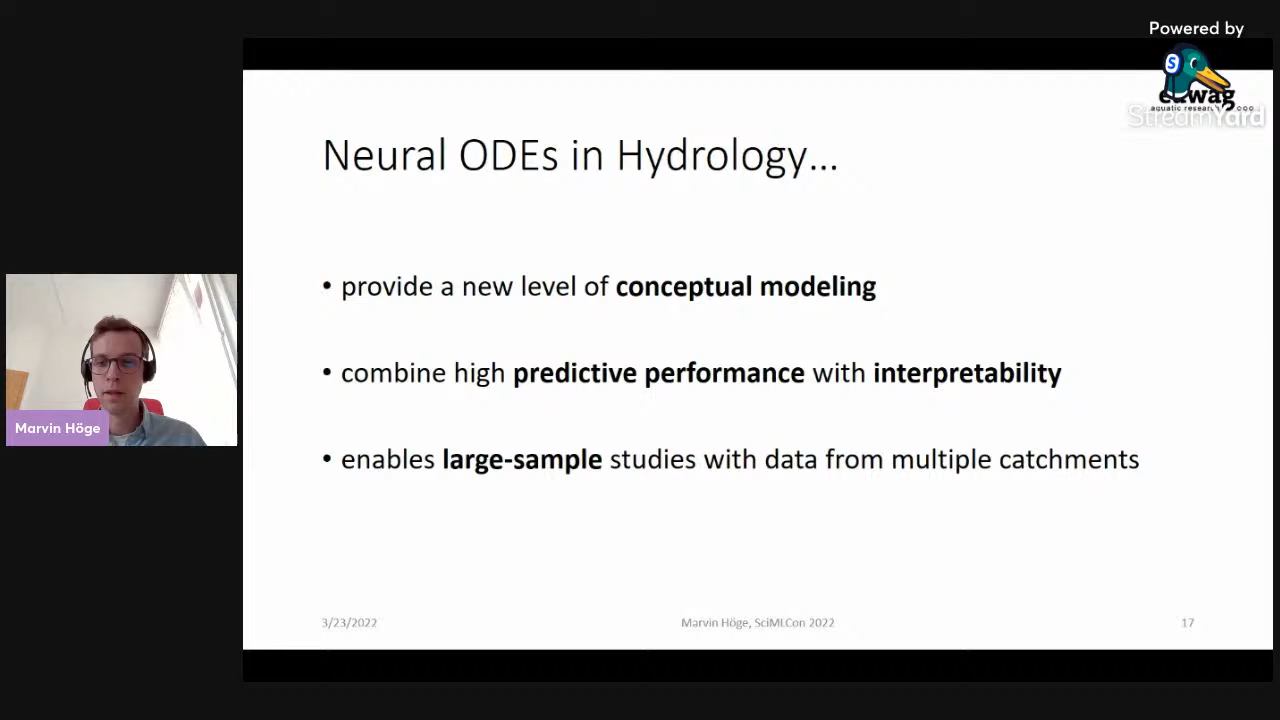 Powered by
eawag
aquatic research
StreamYard
Neural ODEs in Hydrology...
• provide a new level of conceptual modeling
• combine high predictive performance with interpretability
• enables large-sample studies with data from multiple catchments
Marvin Höge
3/23/2022
Marvin Höge, SciMLCon 2022
17